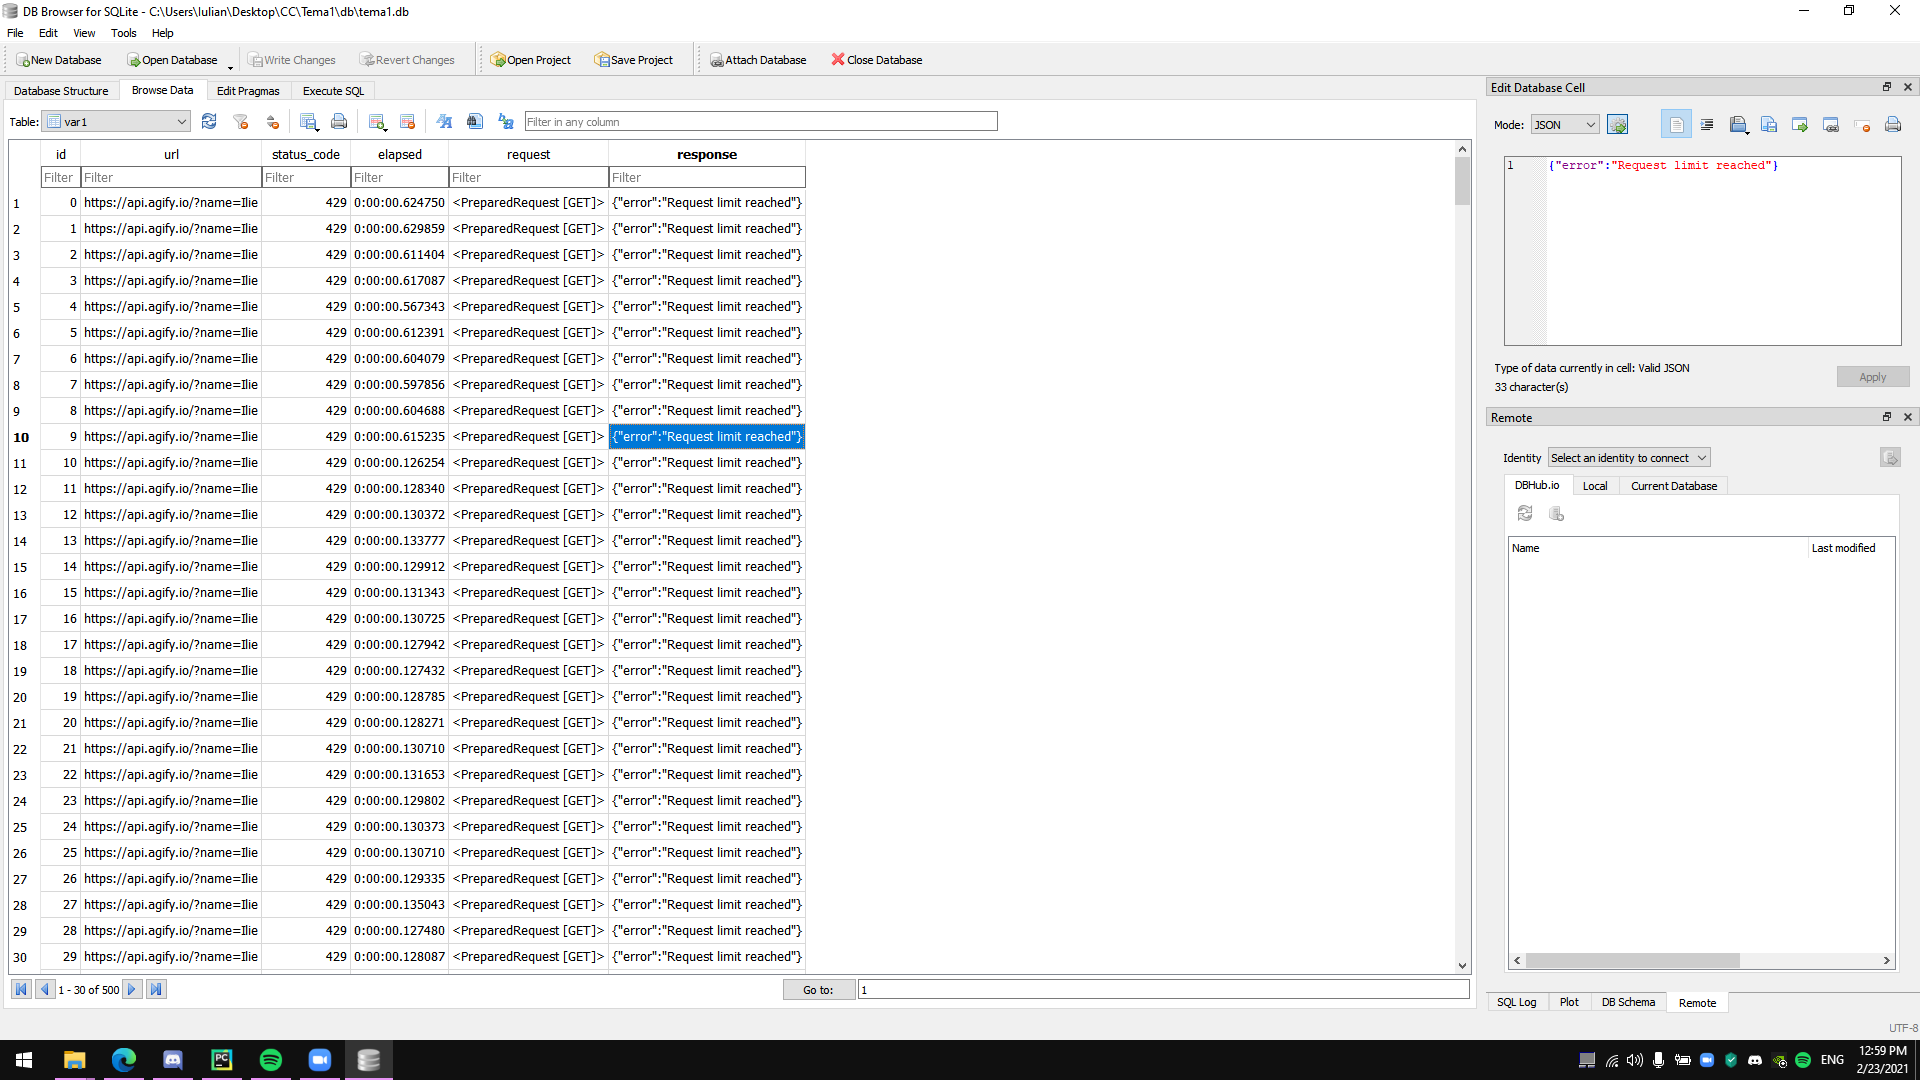 DB Browser for SQLite - C:\Users\Iulian\Desktop\CC\Tema1\db\tema1.db
File Edit View Tools Help
New Database Open Database Write Changes Revert Changes Open Project Save Project Attach Database Close Database
Database Structure Browse Data Edit Pragmas Execute SQL
Table: var1 Filter in any column
id url status_code elapsed request response
Filter Filter Filter Filter Filter Filter
1 0 https://api.agify.io/?name=Ilie 429 0:00:00.624750 <PreparedRequest [GET]> {"error":"Request limit reached"}
2 1 https://api.agify.io/?name=Ilie 429 0:00:00.629859 <PreparedRequest [GET]> {"error":"Request limit reached"}
3 2 https://api.agify.io/?name=Ilie 429 0:00:00.611404 <PreparedRequest [GET]> {"error":"Request limit reached"}
4 3 https://api.agify.io/?name=Ilie 429 0:00:00.617087 <PreparedRequest [GET]> {"error":"Request limit reached"}
5 4 https://api.agify.io/?name=Ilie 429 0:00:00.567343 <PreparedRequest [GET]> {"error":"Request limit reached"}
6 5 https://api.agify.io/?name=Ilie 429 0:00:00.612391 <PreparedRequest [GET]> {"error":"Request limit reached"}
7 6 https://api.agify.io/?name=Ilie 429 0:00:00.604079 <PreparedRequest [GET]> {"error":"Request limit reached"}
8 7 https://api.agify.io/?name=Ilie 429 0:00:00.597856 <PreparedRequest [GET]> {"error":"Request limit reached"}
9 8 https://api.agify.io/?name=Ilie 429 0:00:00.604688 <PreparedRequest [GET]> {"error":"Request limit reached"}
10 9 https://api.agify.io/?name=Ilie 429 0:00:00.615235 <PreparedRequest [GET]> {"error":"Request limit reached"}
11 10 https://api.agify.io/?name=Ilie 429 0:00:00.126254 <PreparedRequest [GET]> {"error":"Request limit reached"}
12 11 https://api.agify.io/?name=Ilie 429 0:00:00.128340 <PreparedRequest [GET]> {"error":"Request limit reached"}
13 12 https://api.agify.io/?name=Ilie 429 0:00:00.130372 <PreparedRequest [GET]> {"error":"Request limit reached"}
14 13 https://api.agify.io/?name=Ilie 429 0:00:00.133777 <PreparedRequest [GET]> {"error":"Request limit reached"}
15 14 https://api.agify.io/?name=Ilie 429 0:00:00.129912 <PreparedRequest [GET]> {"error":"Request limit reached"}
16 15 https://api.agify.io/?name=Ilie 429 0:00:00.131343 <PreparedRequest [GET]> {"error":"Request limit reached"}
17 16 https://api.agify.io/?name=Ilie 429 0:00:00.130725 <PreparedRequest [GET]> {"error":"Request limit reached"}
18 17 https://api.agify.io/?name=Ilie 429 0:00:00.127942 <PreparedRequest [GET]> {"error":"Request limit reached"}
19 18 https://api.agify.io/?name=Ilie 429 0:00:00.127432 <PreparedRequest [GET]> {"error":"Request limit reached"}
20 19 https://api.agify.io/?name=Ilie 429 0:00:00.128785 <PreparedRequest [GET]> {"error":"Request limit reached"}
21 20 https://api.agify.io/?name=Ilie 429 0:00:00.128271 <PreparedRequest [GET]> {"error":"Request limit reached"}
22 21 https://api.agify.io/?name=Ilie 429 0:00:00.130710 <PreparedRequest [GET]> {"error":"Request limit reached"}
23 22 https://api.agify.io/?name=Ilie 429 0:00:00.131653 <PreparedRequest [GET]> {"error":"Request limit reached"}
24 23 https://api.agify.io/?name=Ilie 429 0:00:00.129802 <PreparedRequest [GET]> {"error":"Request limit reached"}
25 24 https://api.agify.io/?name=Ilie 429 0:00:00.130373 <PreparedRequest [GET]> {"error":"Request limit reached"}
26 25 https://api.agify.io/?name=Ilie 429 0:00:00.130710 <PreparedRequest [GET]> {"error":"Request limit reached"}
27 26 https://api.agify.io/?name=Ilie 429 0:00:00.129335 <PreparedRequest [GET]> {"error":"Request limit reached"}
28 27 https://api.agify.io/?name=Ilie 429 0:00:00.135043 <PreparedRequest [GET]> {"error":"Request limit reached"}
29 28 https://api.agify.io/?name=Ilie 429 0:00:00.127480 <PreparedRequest [GET]> {"error":"Request limit reached"}
30 29 https://api.agify.io/?name=Ilie 429 0:00:00.128087 <PreparedRequest [GET]> {"error":"Request limit reached"}
1 - 30 of 500 Go to: 1
Edit Database Cell
Mode: JSON
1 {"error":"Request limit reached"}
Type of data currently in cell: Valid JSON
33 character(s)
Apply
Remote
Identity Select an identity to connect
DBHub.io Local Current Database
Name Last modified
SQL Log Plot DB Schema Remote
UTF-8
PC
ENG
12:59 PM
2/23/2021